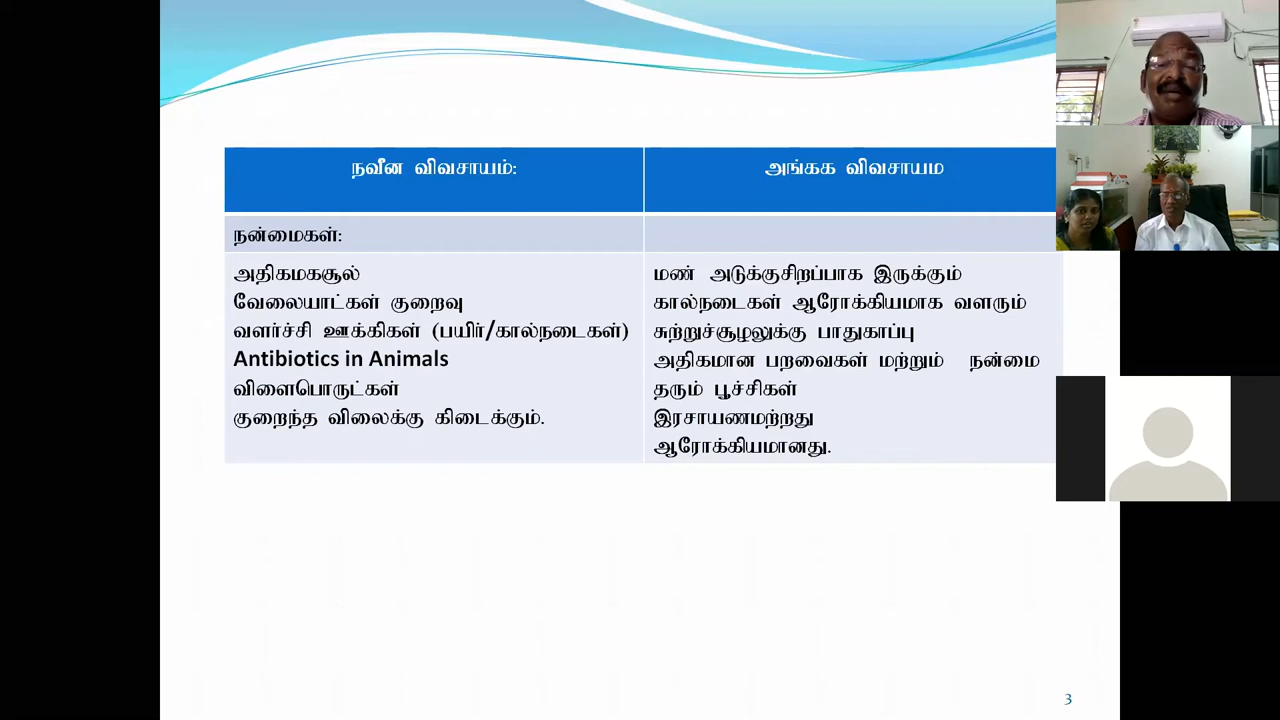 நவீன விவசாயம்:
அங்கக விவசாயம
நன்மைகள்:
அதிகமகசூல்
வேலையாட்கள் குறைவு
வளர்ச்சி ஊக்கிகள் (பயிர்/கால்நடைகள்)
Antibiotics in Animals
விளைபொருட்கள்
குறைந்த விலைக்கு கிடைக்கும்.
மண் அடுக்குசிறப்பாக இருக்கும்
கால்நடைகள் ஆரோக்கியமாக வளரும்
சுற்றுச்சூழலுக்கு பாதுகாப்பு
அதிகமான பறவைகள் மற்றும் நன்மை
தரும் பூச்சிகள்
இரசாயணமற்றது
ஆரோக்கியமானது.
3